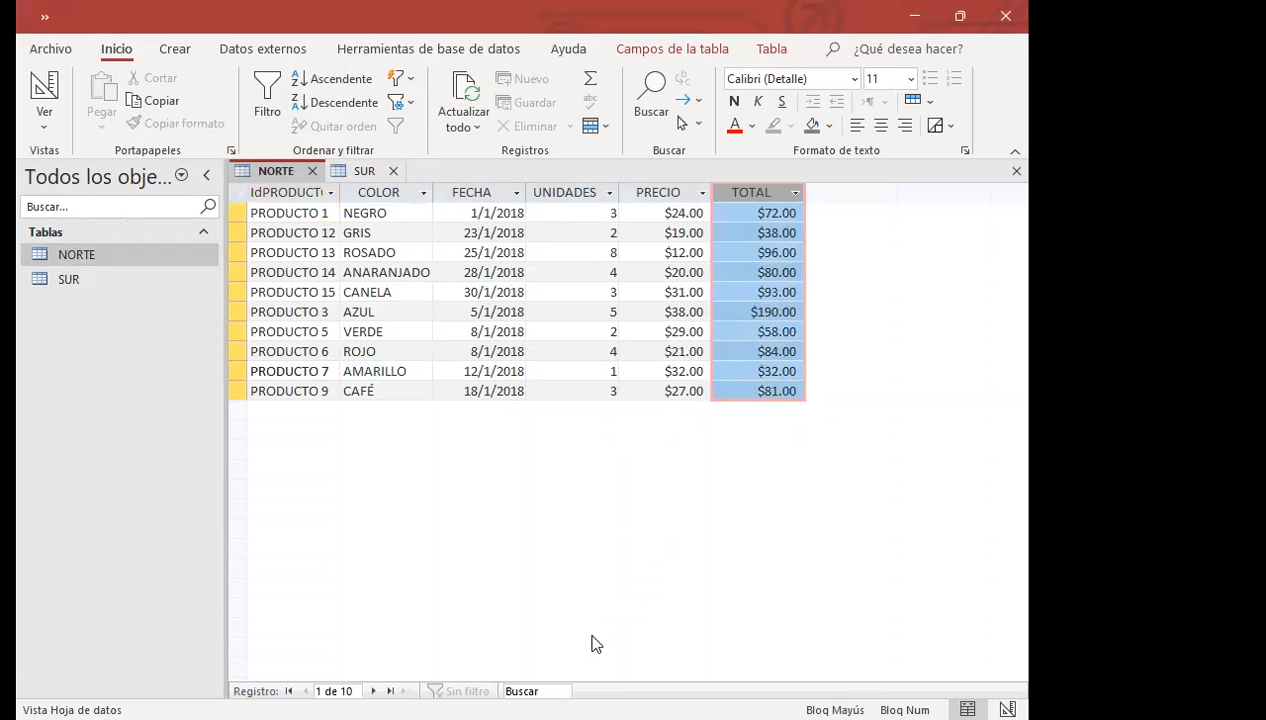 »
Archivo Inicio Crear Datos externos Herramientas de base de datos Ayuda Campos de la tabla Tabla ¿Qué desea hacer?
Ver
Pegar
Cortar
Copiar
Copiar formato
Filtro
Ascendente
Descendente
Quitar orden
Actualizar
todo
Nuevo
Guardar
Eliminar
Buscar
Calibri (Detalle) 11
N K S
A
Vistas Portapapeles Ordenar y filtrar Registros Buscar Formato de texto
Todos los obje...
Buscar...
Tablas
NORTE
SUR
NORTE SUR
IdPRODUCT COLOR FECHA UNIDADES PRECIO TOTAL
PRODUCTO 1 NEGRO 1/1/2018 3 $24.00 $72.00
PRODUCTO 12 GRIS 23/1/2018 2 $19.00 $38.00
PRODUCTO 13 ROSADO 25/1/2018 8 $12.00 $96.00
PRODUCTO 14 ANARANJADO 28/1/2018 4 $20.00 $80.00
PRODUCTO 15 CANELA 30/1/2018 3 $31.00 $93.00
PRODUCTO 3 AZUL 5/1/2018 5 $38.00 $190.00
PRODUCTO 5 VERDE 8/1/2018 2 $29.00 $58.00
PRODUCTO 6 ROJO 8/1/2018 4 $21.00 $84.00
PRODUCTO 7 AMARILLO 12/1/2018 1 $32.00 $32.00
PRODUCTO 9 CAFÉ 18/1/2018 3 $27.00 $81.00
Registro: 1 de 10 Sin filtro Buscar
Vista Hoja de datos Bloq Mayús Bloq Num